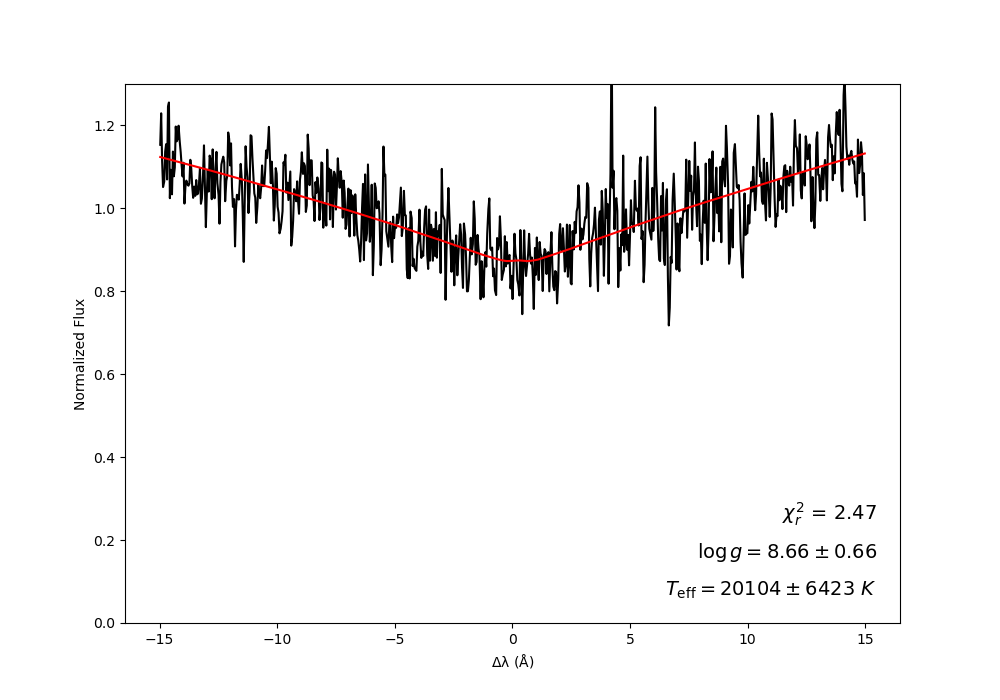 1.2
1.0
0.8
0.6
0.4
0.2
0.0
Normalized Flux
χ²ᵣ = 2.47
log g = 8.66 ± 0.66
T_eff = 20104 ± 6423 K
−15 −10 −5 0 5 10 15
Δλ (Å)